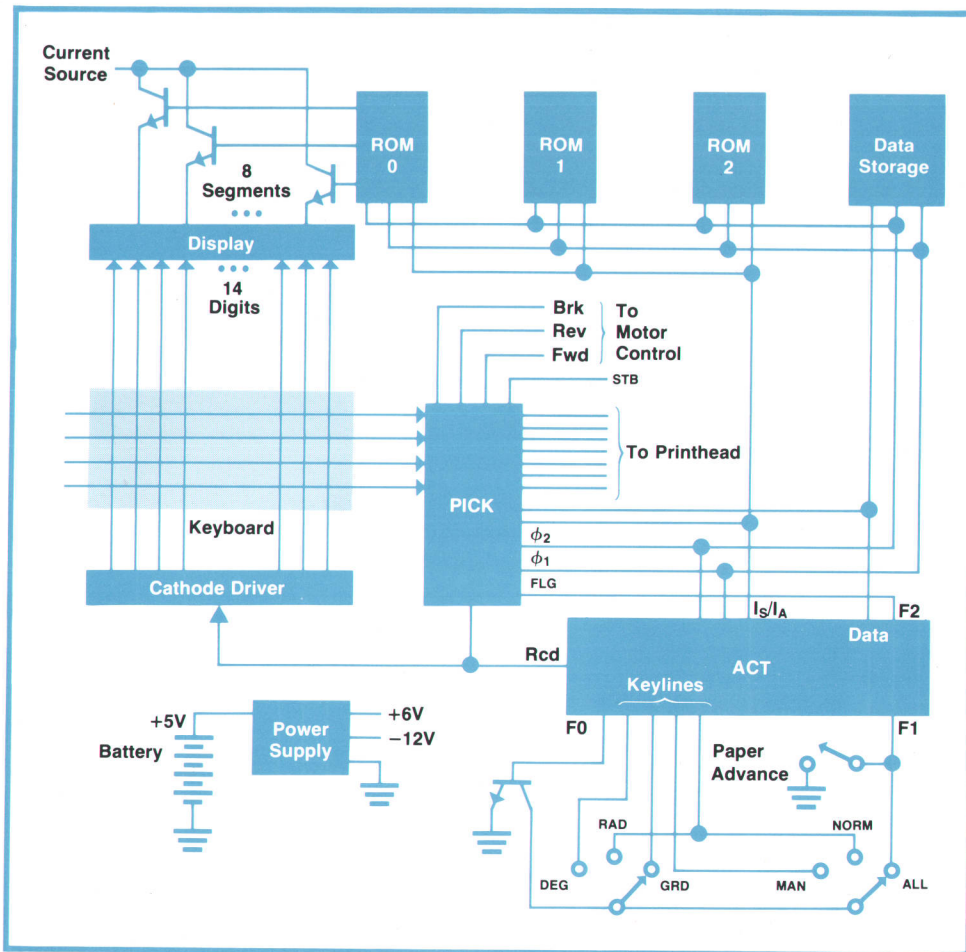 Current
Source
ROM
0
ROM
1
ROM
2
Data
Storage
8
Segments
Display
14
Digits
Brk
Rev
Fwd
To
Motor
Control
STB
To Printhead
PICK
Keyboard
ϕ2
ϕ1
FLG
Cathode Driver
IS/IA
F2
Data
Rcd
ACT
Keylines
F0
F1
+5V
Battery
Power
Supply
+6V
−12V
Paper
Advance
RAD
NORM
DEG
GRD
MAN
ALL